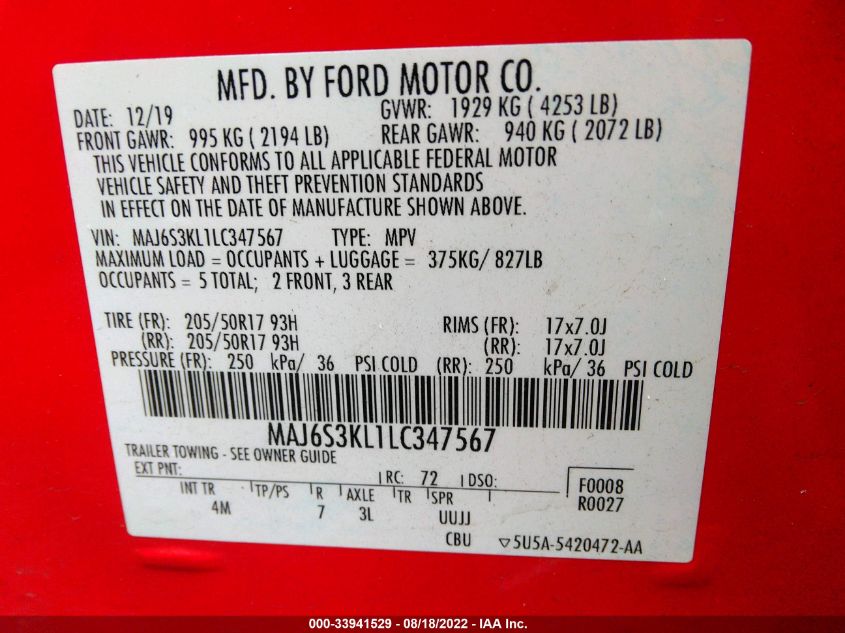 MFD. BY FORD MOTOR CO.
DATE: 12/19 GVWR: 1929 KG ( 4253 LB)
FRONT GAWR: 995 KG ( 2194 LB) REAR GAWR: 940 KG ( 2072 LB)
THIS VEHICLE CONFORMS TO ALL APPLICABLE FEDERAL MOTOR
VEHICLE SAFETY AND THEFT PREVENTION STANDARDS
IN EFFECT ON THE DATE OF MANUFACTURE SHOWN ABOVE.
VIN: MAJ6S3KL1LC347567 TYPE: MPV
MAXIMUM LOAD = OCCUPANTS + LUGGAGE = 375KG/ 827LB
OCCUPANTS = 5 TOTAL; 2 FRONT, 3 REAR
TIRE (FR): 205/50R17 93H RIMS (FR): 17x7.0J
(RR): 205/50R17 93H (RR): 17x7.0J
PRESSURE (FR): 250 kPa/ 36 PSI COLD (RR): 250 kPa/ 36 PSI COLD
MAJ6S3KL1LC347567
TRAILER TOWING - SEE OWNER GUIDE
EXT PNT: RC: 72 DSO: F0008
INT TR TP/PS R AXLE TR SPR R0027
4M 7 3L UUJJ
CBU ▽5U5A-5420472-AA
000-33941529 - 08/18/2022 - IAA Inc.